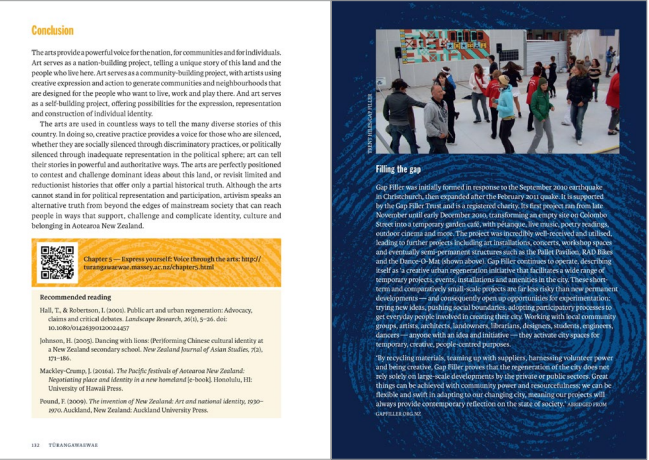 Conclusion
The arts provide a powerful voice for the nation, for communities and for individuals.
Art serves as a nation-building project, telling a unique story of this land and the
people who live here. Art serves as a community-building project, with artists using
creative expression and action to generate communities and neighbourhoods that
are designed for the people who want to live, work and play there. And art serves
as a self-building project, offering possibilities for the expression, representation
and construction of individual identity.
The arts are used in countless ways to tell the many diverse stories of this
country. In doing so, creative practice provides a voice for those who are silenced,
whether they are socially silenced through discriminatory practices, or politically
silenced through inadequate representation in the political sphere; art can tell
their stories in powerful and authoritative ways. The arts are perfectly positioned
to contest and challenge dominant ideas about this land, or revisit limited and
reductionist histories that offer only a partial historical truth. Although the arts
cannot stand in for political representation and participation, artivism speaks an
alternative truth from beyond the edges of mainstream society that can reach
people in ways that support, challenge and complicate identity, culture and
belonging in Aotearoa New Zealand.
Chapter 5 — Express yourself: Voice through the arts: http://
turangawaewae.massey.ac.nz/chapter5.html
Recommended reading
Hall, T., & Robertson, I. (2001). Public art and urban regeneration: Advocacy,
claims and critical debates. Landscape Research, 26(1), 5–26. doi:
10.1080/01426390120024457
Johnson, H. (2005). Dancing with lions: (Per)forming Chinese cultural identity at
a New Zealand secondary school. New Zealand Journal of Asian Studies, 7(2),
171–186.
Mackley-Crump, J. (2016a). The Pacific festivals of Aotearoa New Zealand:
Negotiating place and identity in a new homeland [e-book]. Honolulu, HI:
University of Hawaii Press.
Pound, F. (2009). The invention of New Zealand: Art and national identity, 1930–
1970. Auckland, New Zealand: Auckland University Press.
132 TŪRANGAWAEWAE
TRENT HILES/GAP FILLER
Filling the gap
Gap Filler was initially formed in response to the September 2010 earthquake
in Christchurch, then expanded after the February 2011 quake. It is supported
by the Gap Filler Trust and is a registered charity. Its first project ran from late
November until early December 2010, transforming an empty site on Colombo
Street into a temporary garden café, with pétanque, live music, poetry readings,
outdoor cinema and more. The project was incredibly well-received and utilised,
leading to further projects including art installations, concerts, workshop spaces
and eventually semi-permanent structures such as the Pallet Pavilion, RAD Bikes
and the Dance-O-Mat (shown above). Gap Filler continues to operate, describing
itself as ‘a creative urban regeneration initiative that facilitates a wide range of
temporary projects, events, installations and amenities in the city. These short-
term and comparatively small-scale projects are far less risky than new permanent
developments — and consequently open up opportunities for experimentation:
trying new ideas, pushing social boundaries, adopting participatory processes to
get everyday people involved in creating their city. Working with local community
groups, artists, architects, landowners, librarians, designers, students, engineers,
dancers — anyone with an idea and initiative — they activate city spaces for
temporary, creative, people-centred purposes.
‘By recycling materials, teaming up with suppliers, harnessing volunteer power
and being creative, Gap Filler proves that the regeneration of the city does not
rely solely on large-scale developments by the private or public sectors. Great
things can be achieved with community power and resourcefulness; we can be
flexible and swift in adapting to our changing city, meaning our projects will
always provide contemporary reflection on the state of society.’ ABRIDGED FROM
GAPFILLER.ORG.NZ